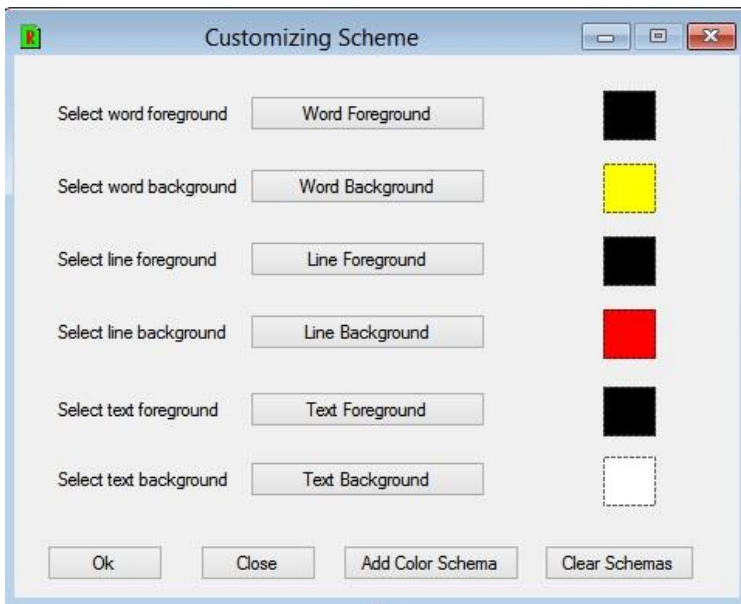 R
Customizing Scheme
Select word foreground Word Foreground
Select word background Word Background
Select line foreground Line Foreground
Select line background Line Background
Select text foreground Text Foreground
Select text background Text Background
Ok Close Add Color Schema Clear Schemas